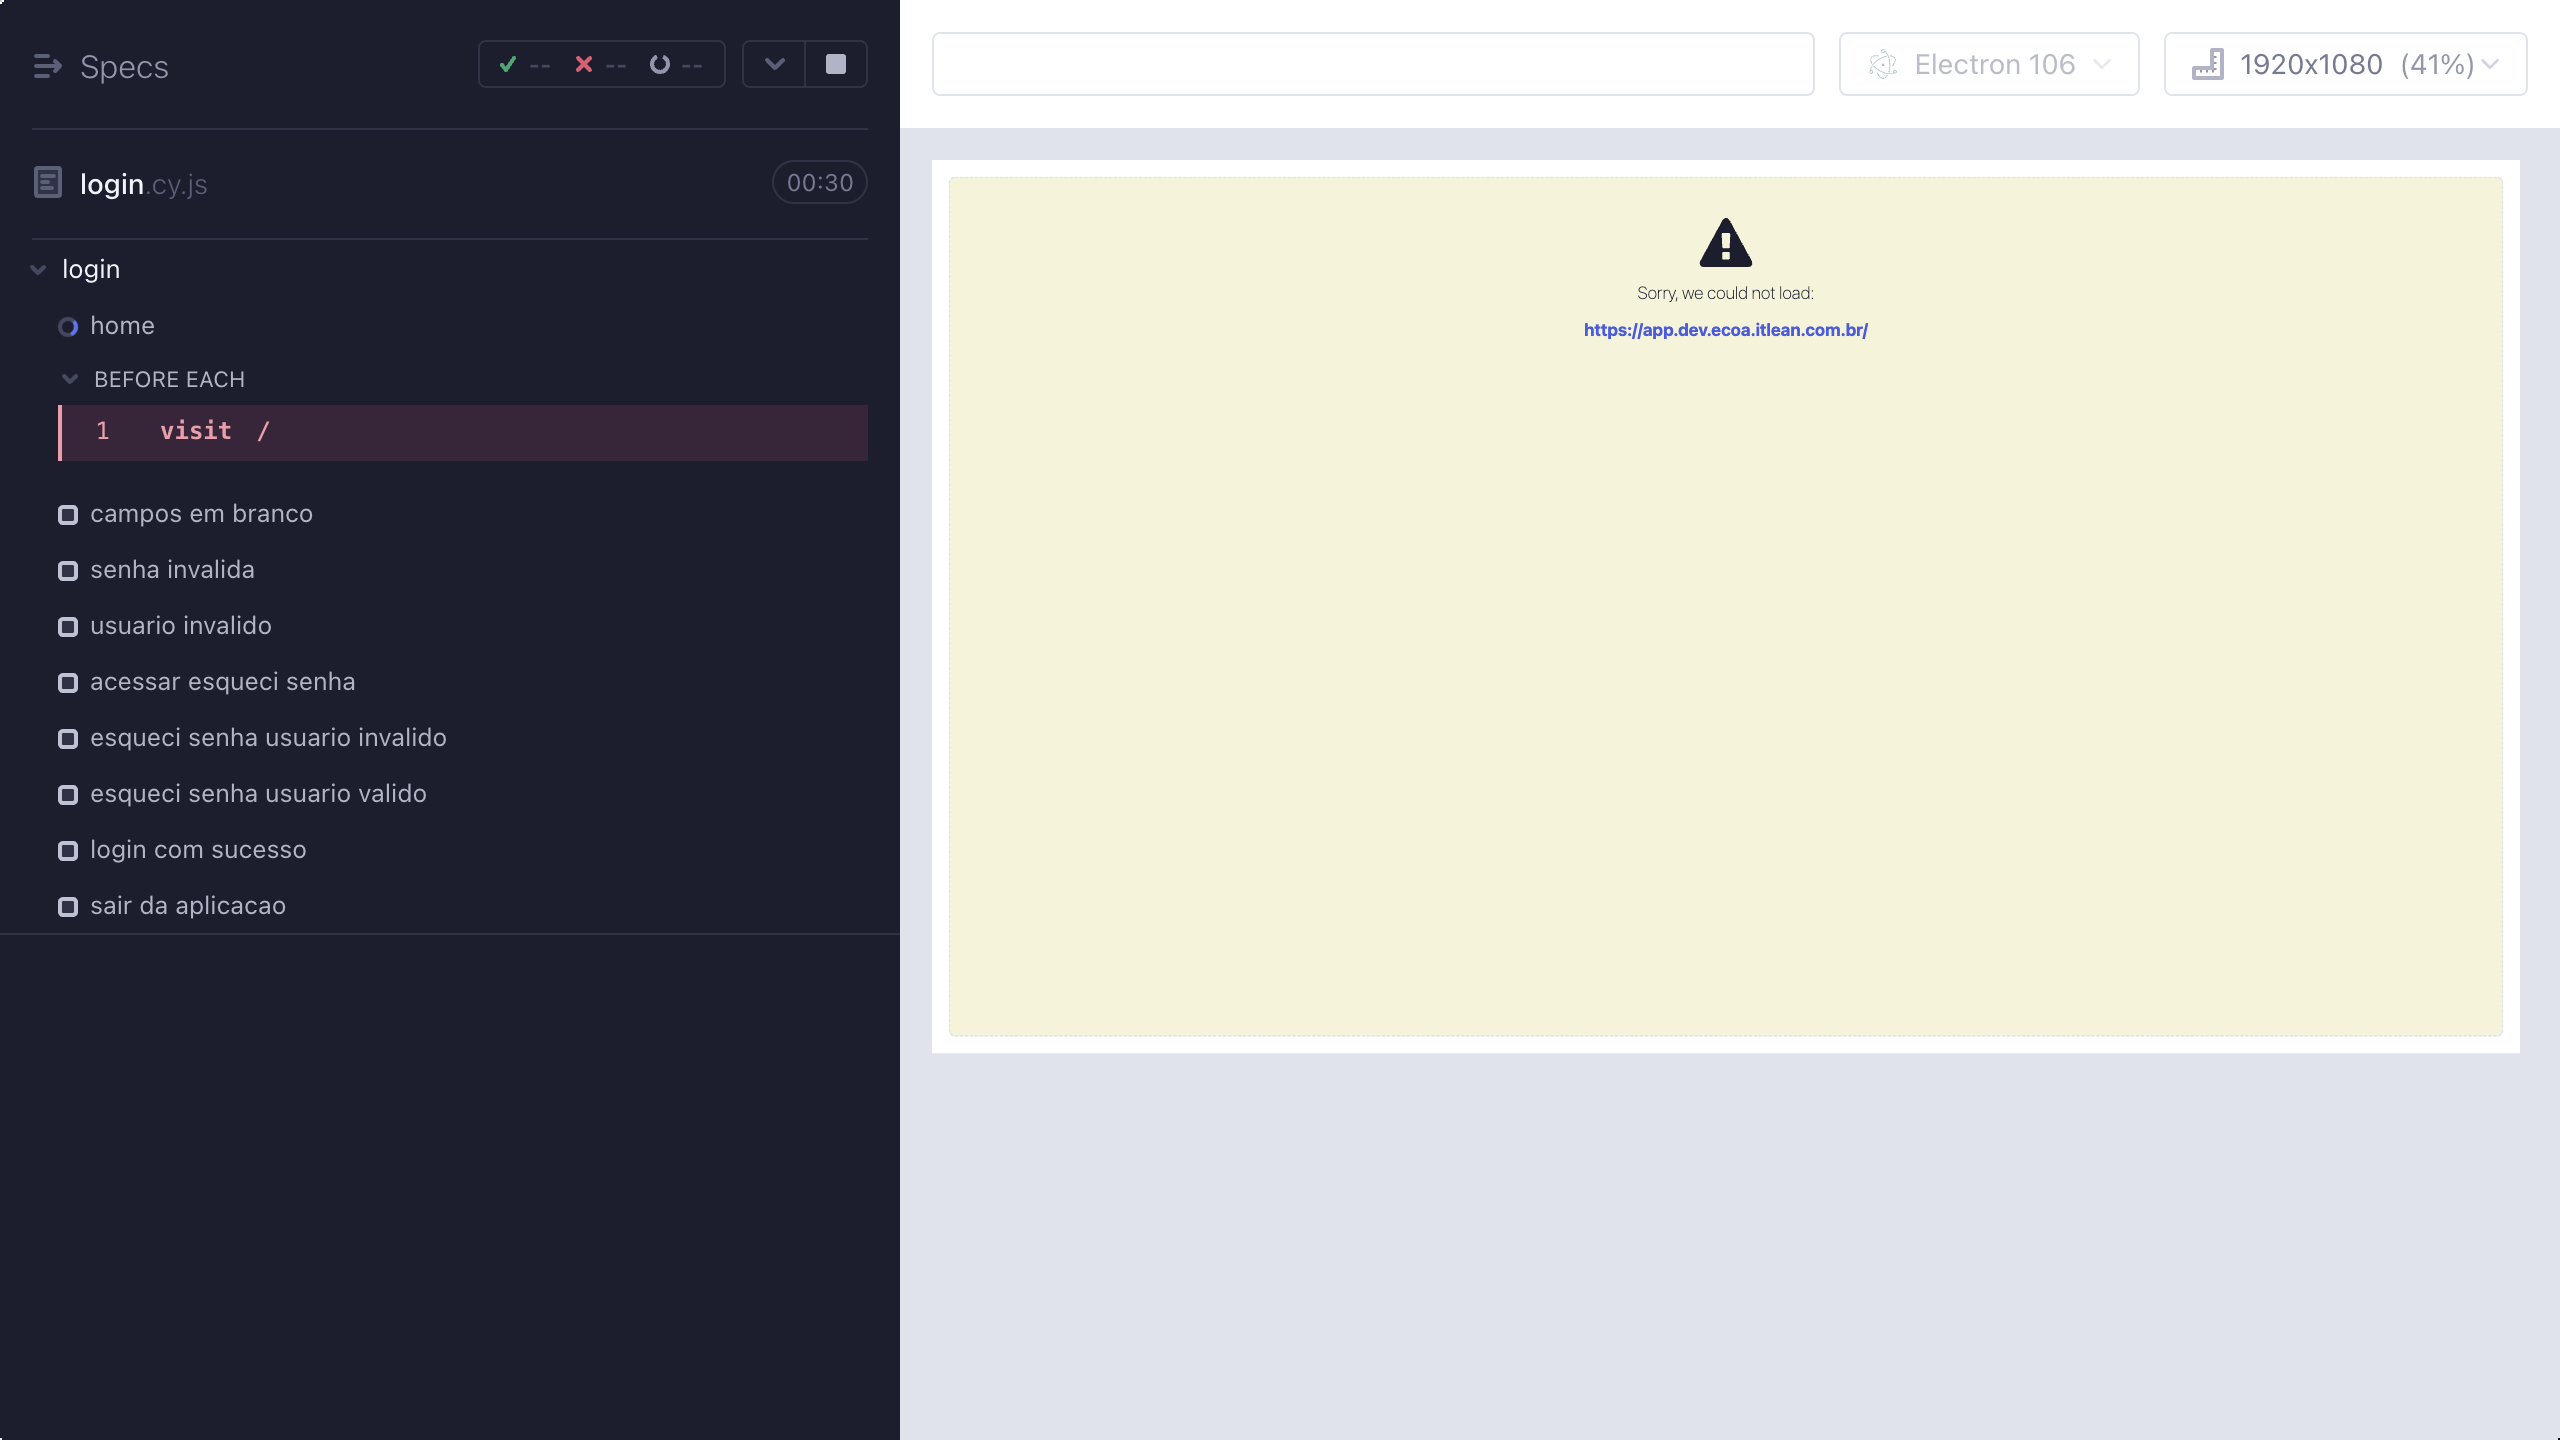 Specs
-- -- --
login.cy.js
00:30
login
home
BEFORE EACH
1 visit /
campos em branco
senha invalida
usuario invalido
acessar esqueci senha
esqueci senha usuario invalido
esqueci senha usuario valido
login com sucesso
sair da aplicacao
Electron 106
1920x1080 (41%)
Sorry, we could not load:
https://app.dev.ecoa.itlean.com.br/